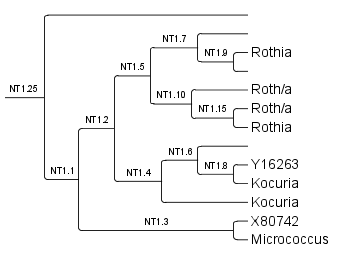 NT1.7
NT1.9
Rothia
NT1.5
NT1.25
Roth/a
NT1.10
NT1.15
Roth/a
NT1.2
Rothia
NT1.6
Y16263
NT1.8
NT1.1
NT1.4
Kocuria
Kocuria
NT1.3
X80742
Micrococcus